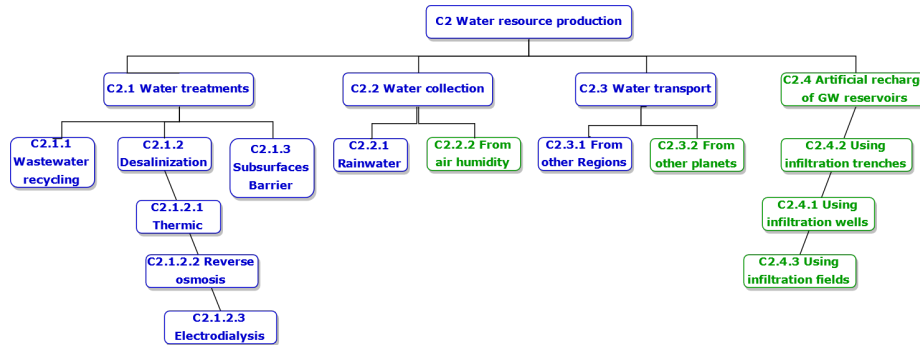 C2 Water resource production
C2.1 Water treatments
C2.2 Water collection
C2.3 Water transport
C2.4 Artificial recharge
of GW reservoirs
C2.1.1
Wastewater
recycling
C2.1.2
Desalinization
C2.1.3
Subsurfaces
Barrier
C2.2.1
Rainwater
C2.2.2 From
air humidity
C2.3.1 From
other Regions
C2.3.2 From
other planets
C2.4.2 Using
infiltration trenches
C2.1.2.1
Thermic
C2.4.1 Using
infiltration wells
C2.1.2.2 Reverse
osmosis
C2.4.3 Using
infiltration fields
C2.1.2.3
Electrodialysis